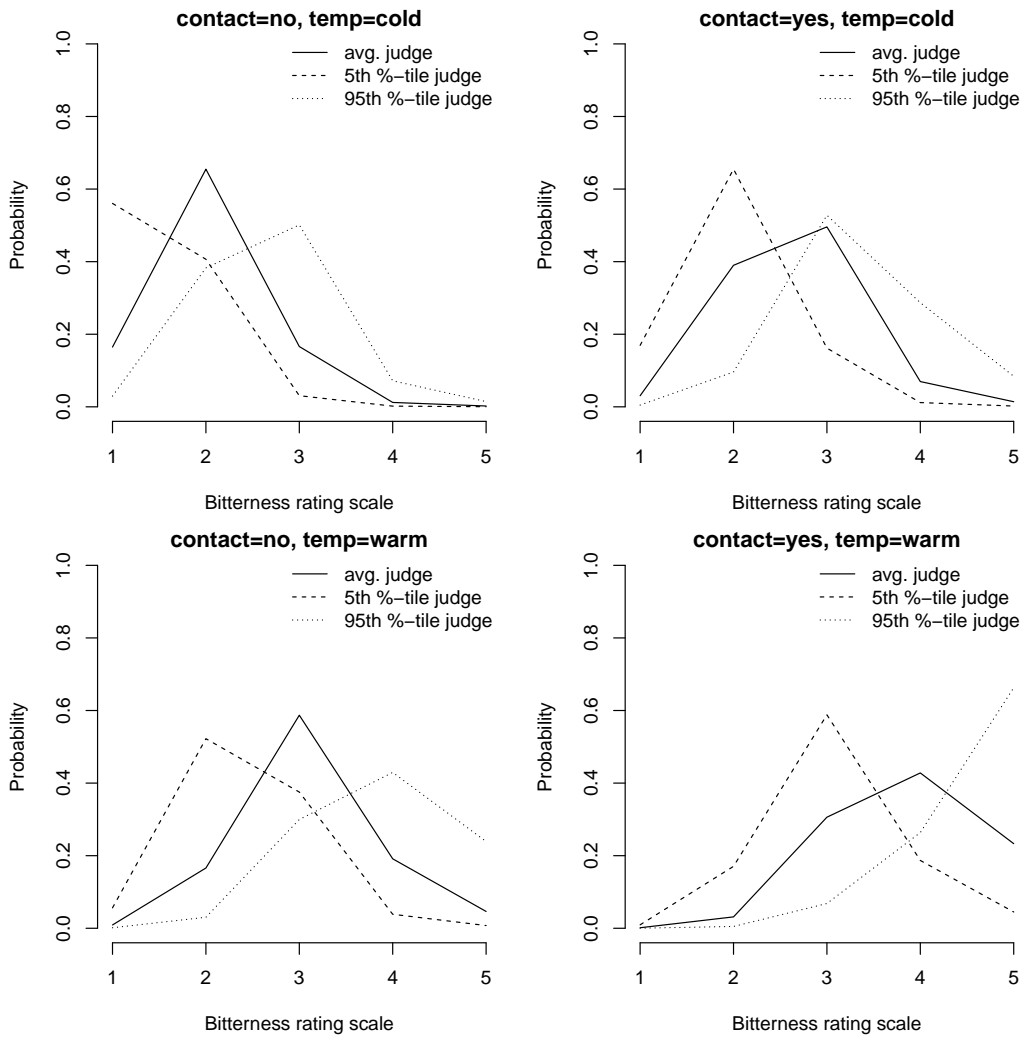 contact=no, temp=cold
avg. judge
5th %−tile judge
95th %−tile judge
Probability
0.0 0.2 0.4 0.6 0.8 1.0
1 2 3 4 5
Bitterness rating scale
contact=yes, temp=cold
avg. judge
5th %−tile judge
95th %−tile judge
Probability
0.0 0.2 0.4 0.6 0.8 1.0
1 2 3 4 5
Bitterness rating scale
contact=no, temp=warm
avg. judge
5th %−tile judge
95th %−tile judge
Probability
0.0 0.2 0.4 0.6 0.8 1.0
1 2 3 4 5
Bitterness rating scale
contact=yes, temp=warm
avg. judge
5th %−tile judge
95th %−tile judge
Probability
0.0 0.2 0.4 0.6 0.8 1.0
1 2 3 4 5
Bitterness rating scale